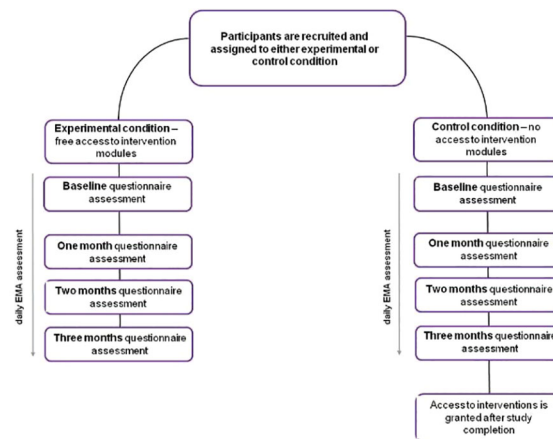 Participants are recruited and
assigned to either experimental or
control condition
Experimental condition –
free access to intervention
modules
Baseline questionnaire
assessment
One month questionnaire
assessment
Two months questionnaire
assessment
Three months questionnaire
assessment
daily EMA assessment
Control condition – no
access to intervention
modules
Baseline questionnaire
assessment
One month questionnaire
assessment
Two months questionnaire
assessment
Three months questionnaire
assessment
Access to interventions is
granted after study
completion
daily EMA assessment